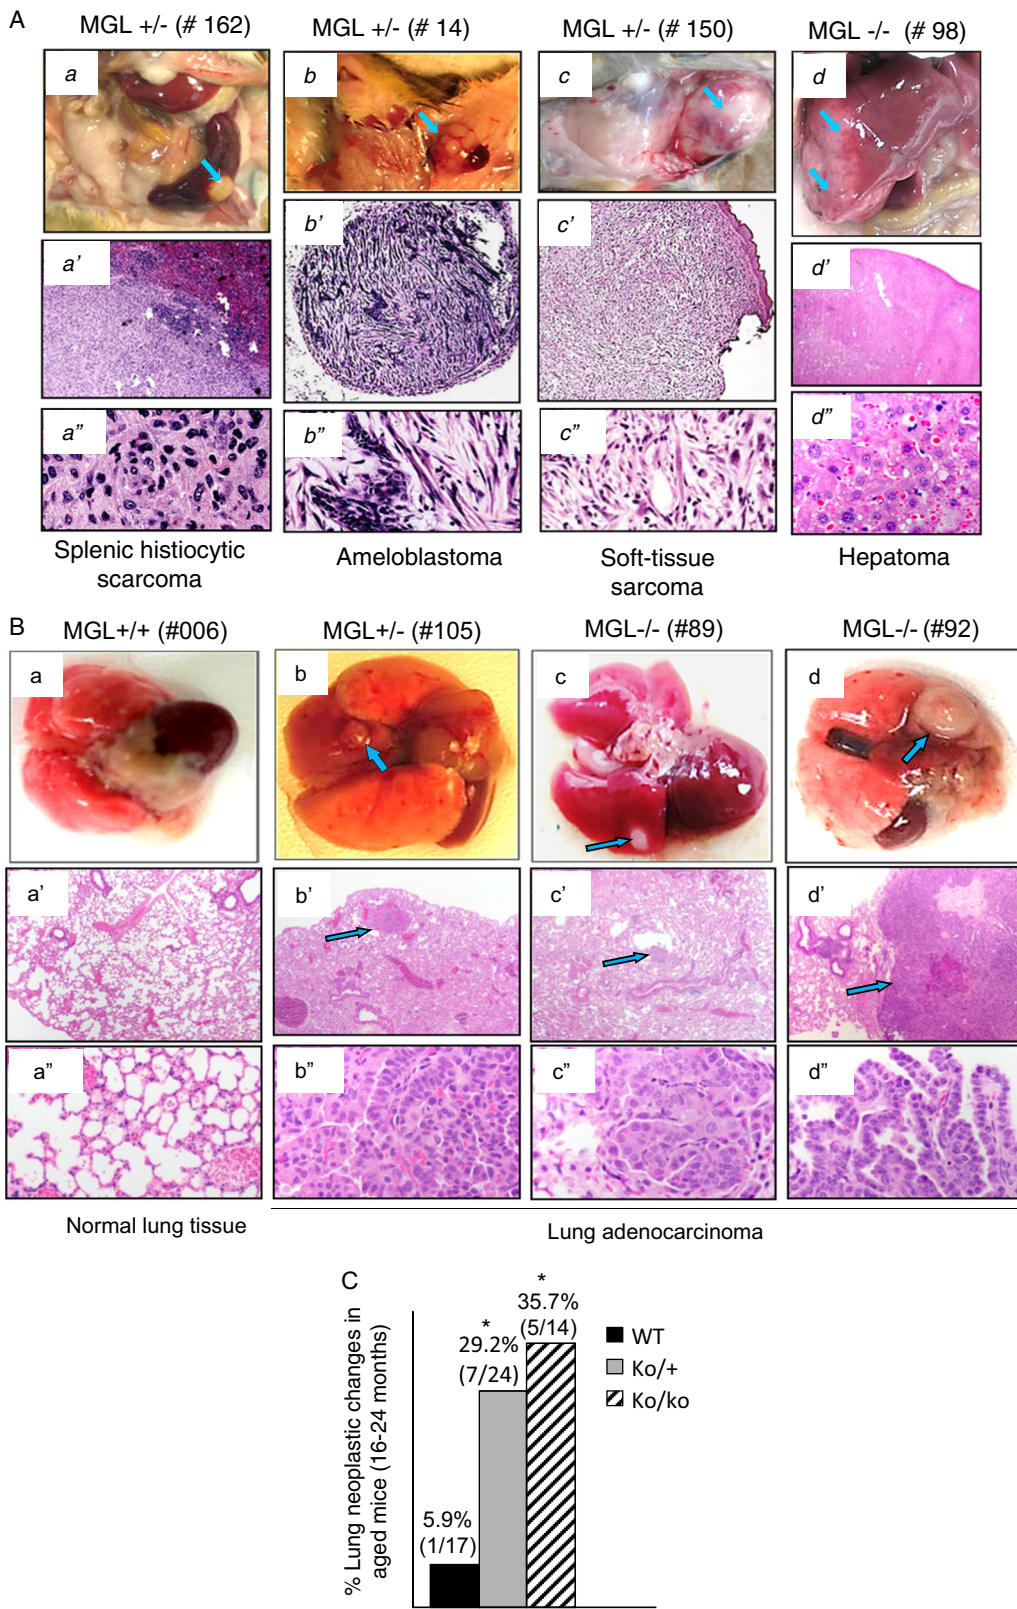 A
MGL +/- (# 162)
MGL +/- (# 14)
MGL +/- (# 150)
MGL -/- (# 98)
a
b
c
d
a'
b'
c'
d'
a"
b"
c"
d"
Splenic histiocytic
scarcoma
Ameloblastoma
Soft-tissue
sarcoma
Hepatoma
B
MGL+/+ (#006)
MGL+/- (#105)
MGL-/- (#89)
MGL-/- (#92)
a
b
c
d
a'
b'
c'
d'
a"
b"
c"
d"
Normal lung tissue
Lung adenocarcinoma
C
% Lung neoplastic changes in
aged mice (16-24 months)
5.9%
(1/17)
*
29.2%
(7/24)
*
35.7%
(5/14)
WT
Ko/+
Ko/ko